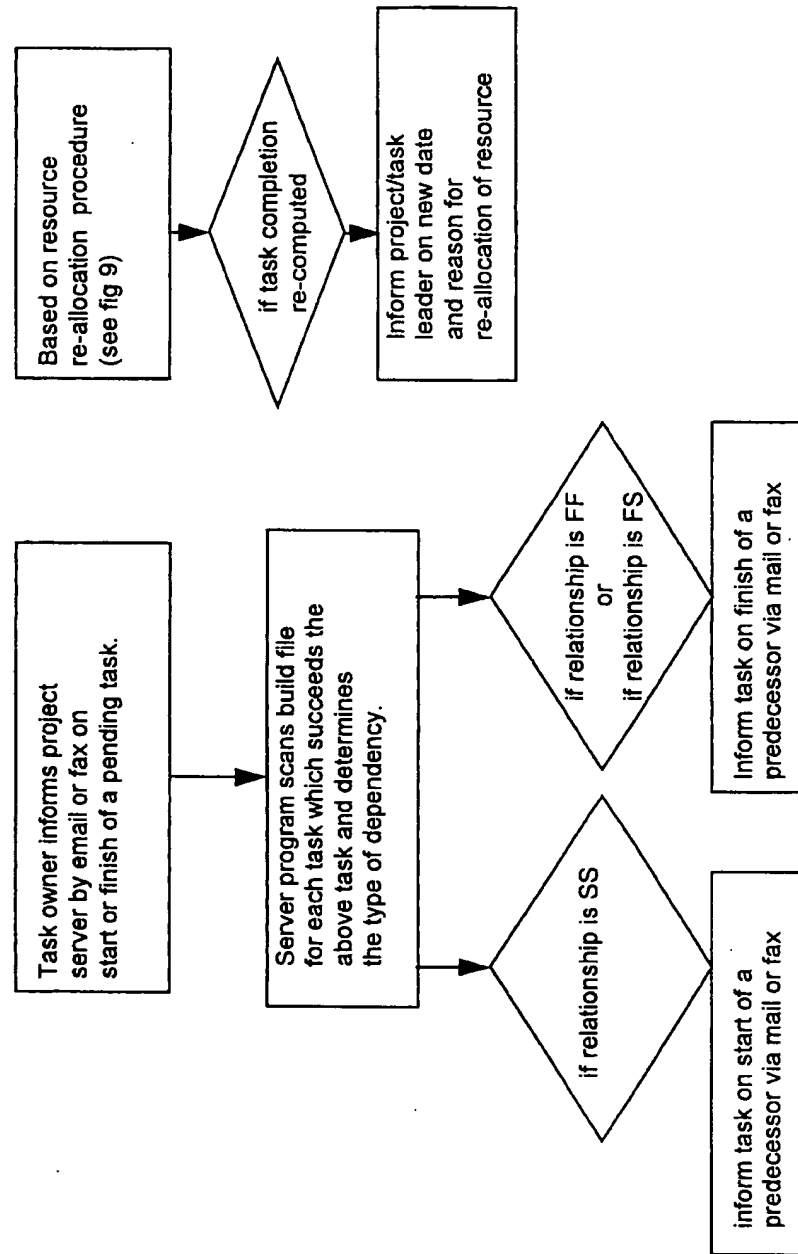 Task owner informs project
server by email or fax on
start or finish of a pending task.
Server program scans build file
for each task which succeeds the
above task and determines
the type of dependency.
if relationship is SS
if relationship is FF
or
if relationship is FS
inform task on start of a
predecessor via mail or fax
Inform task on finish of a
predecessor via mail or fax
Based on resource
re-allocation procedure
(see fig 9)
if task completion
re-computed
Inform project/task
leader on new date
and reason for
re-allocation of resource